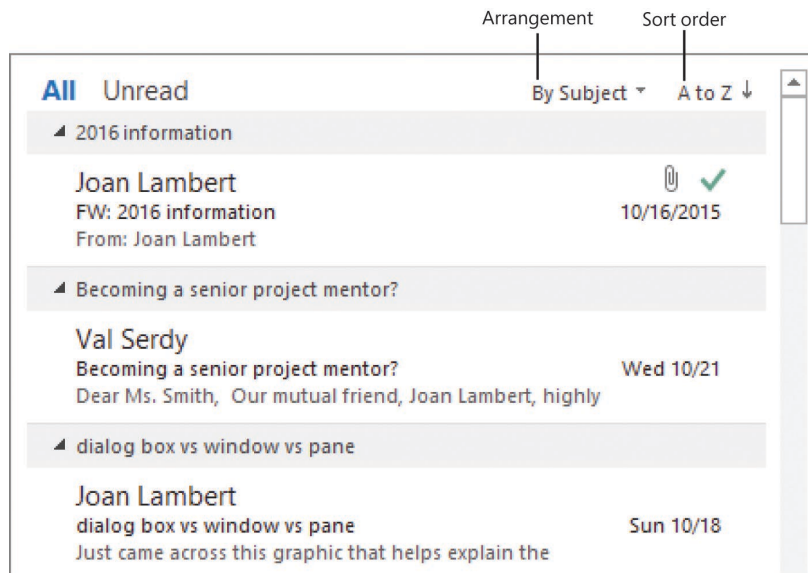 Arrangement Sort order
All Unread By Subject A to Z
2016 information
Joan Lambert
FW: 2016 information 10/16/2015
From: Joan Lambert
Becoming a senior project mentor?
Val Serdy
Becoming a senior project mentor? Wed 10/21
Dear Ms. Smith, Our mutual friend, Joan Lambert, highly
dialog box vs window vs pane
Joan Lambert
dialog box vs window vs pane Sun 10/18
Just came across this graphic that helps explain the